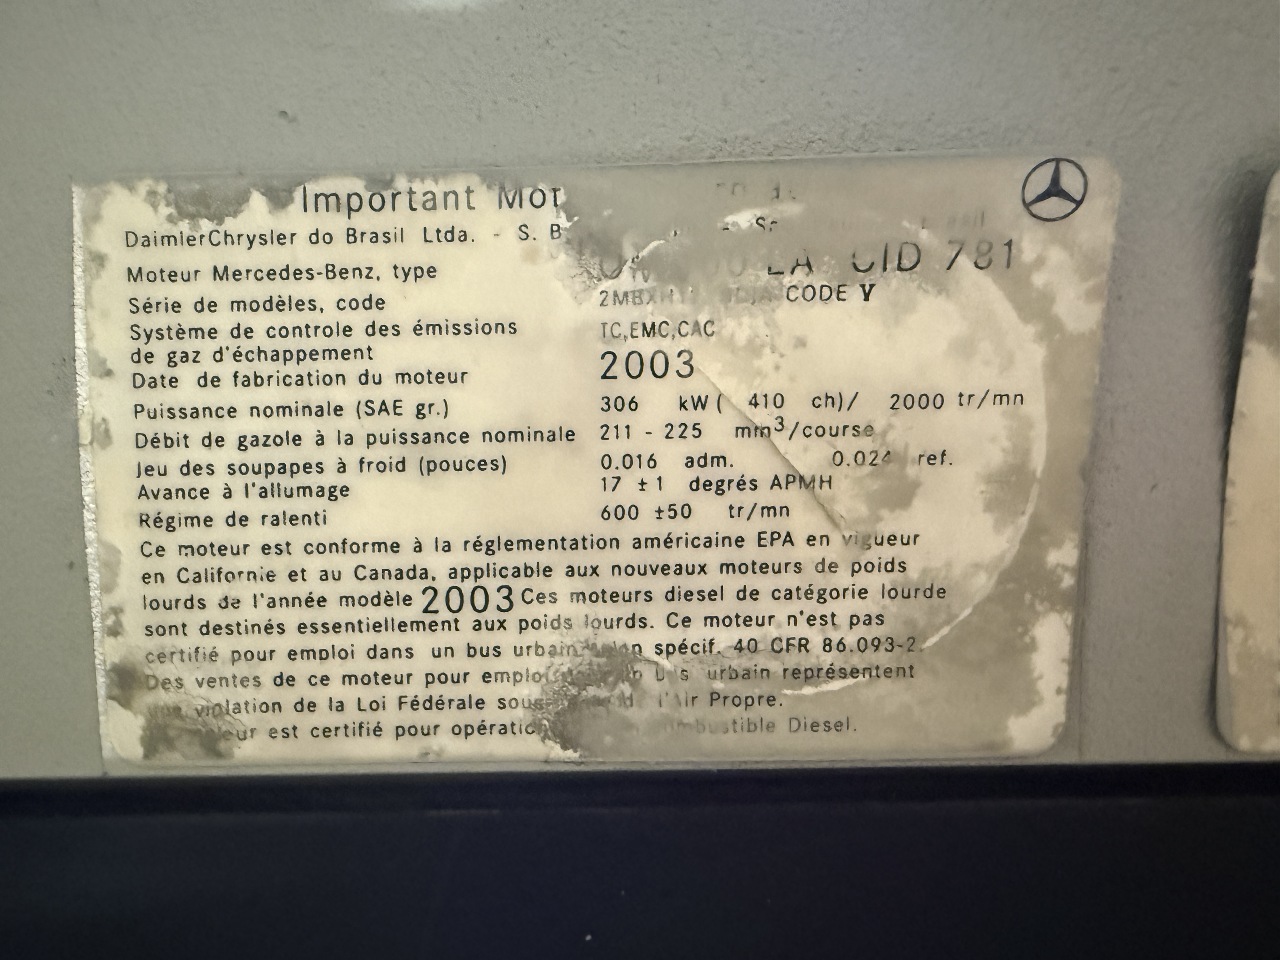 Important
DaimlerChrysler do Brasil Ltda. - S. B
Moteur Mercedes-Benz, type LA CID 781
Série de modèles, code CODE Y
Système de controle des émissions TC,EMC,CAC
de gaz d'échappement
Date de fabrication du moteur 2003
Puissance nominale (SAE gr.) 306 kW( 410 ch)/ 2000 tr/mn
Débit de gazole à la puissance nominale 211 - 225 mm³/course
Jeu des soupapes à froid (pouces) 0.016 adm. 0.024 ref.
Avance à l'allumage 17 ±1 degrés APMH
Régime de ralenti 600 ±50 tr/mn
Ce moteur est conforme à la réglementation américaine EPA en vigueur
en Californie et au Canada, applicable aux nouveaux moteurs de poids
lourds de l'année modèle 2003 Ces moteurs diesel de catégorie lourde
sont destinés essentiellement aux poids lourds. Ce moteur n'est pas
certifié pour emploi dans un bus urbain spécif. 40 CFR 86.093-2
Des ventes de ce moteur pour emploi urbain représentent
violation de la Loi Fédérale l'Air Propre.
est certifié pour Diesel.